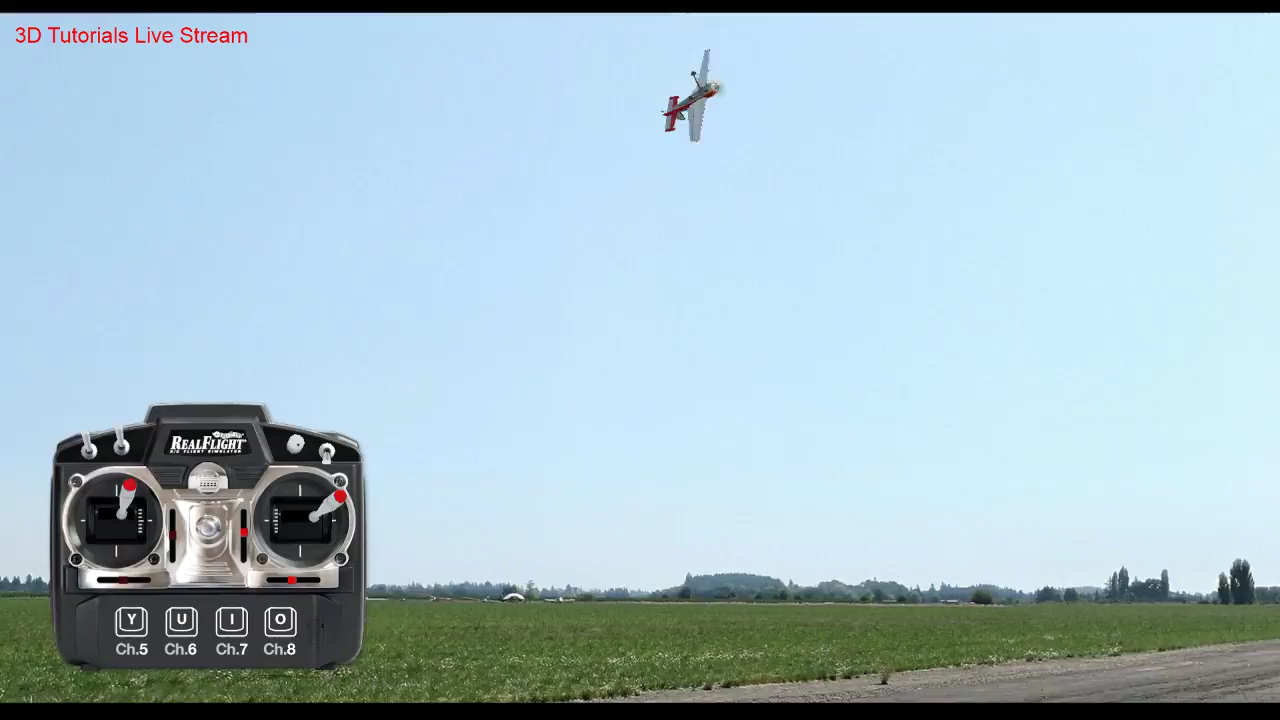 3D Tutorials Live Stream
REALFLIGHT
R/C FLIGHT SIMULATOR
Y U I O
Ch.5 Ch.6 Ch.7 Ch.8